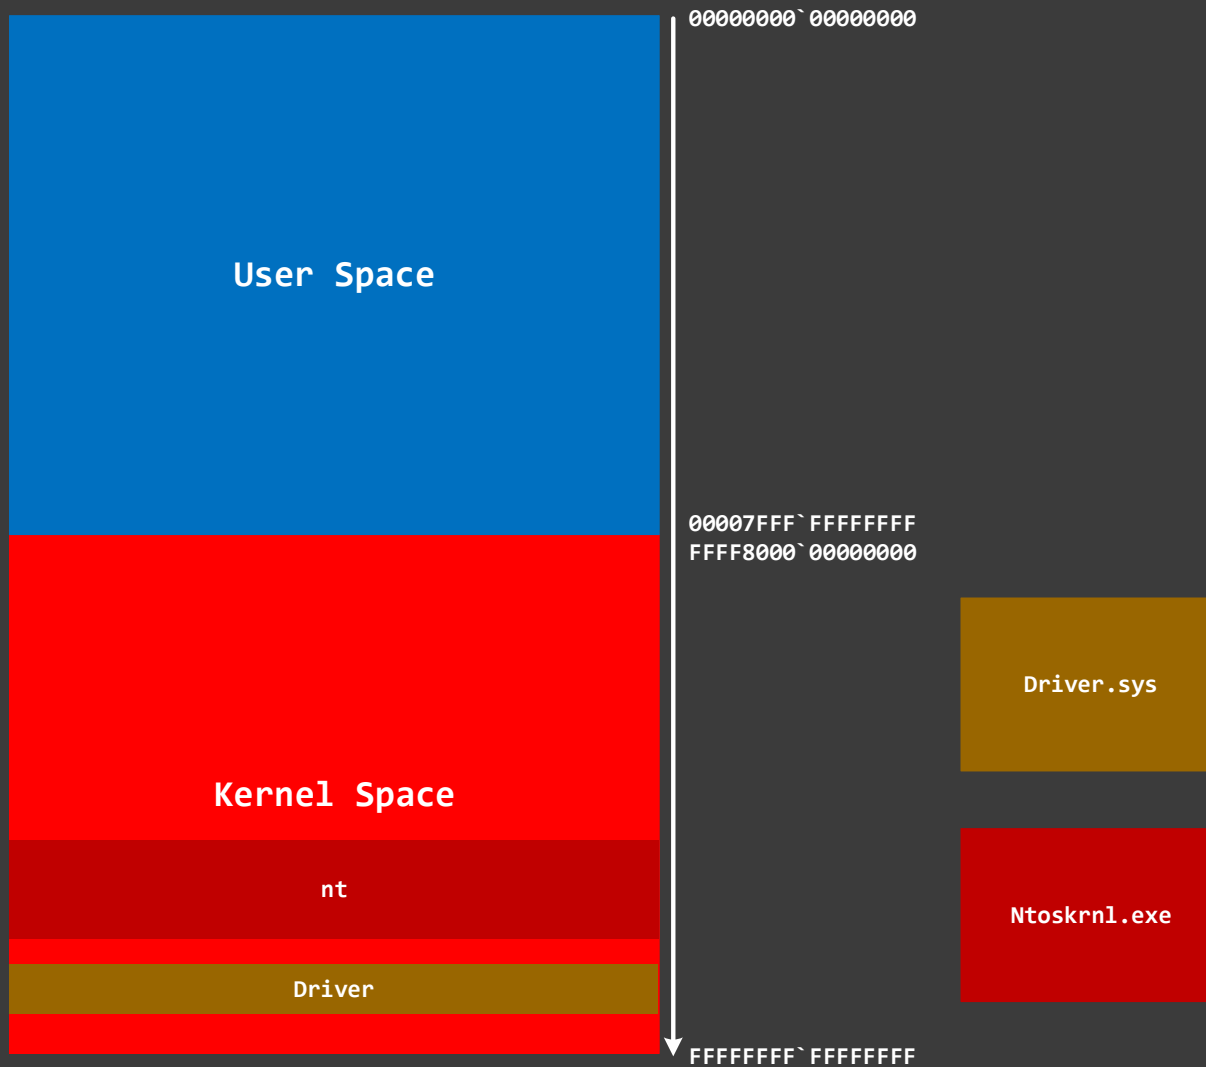 00000000`00000000
User Space
00007FFF`FFFFFFFF
FFFF8000`00000000
Driver.sys
Kernel Space
nt
Ntoskrnl.exe
Driver
FFFFFFFF`FFFFFFFF